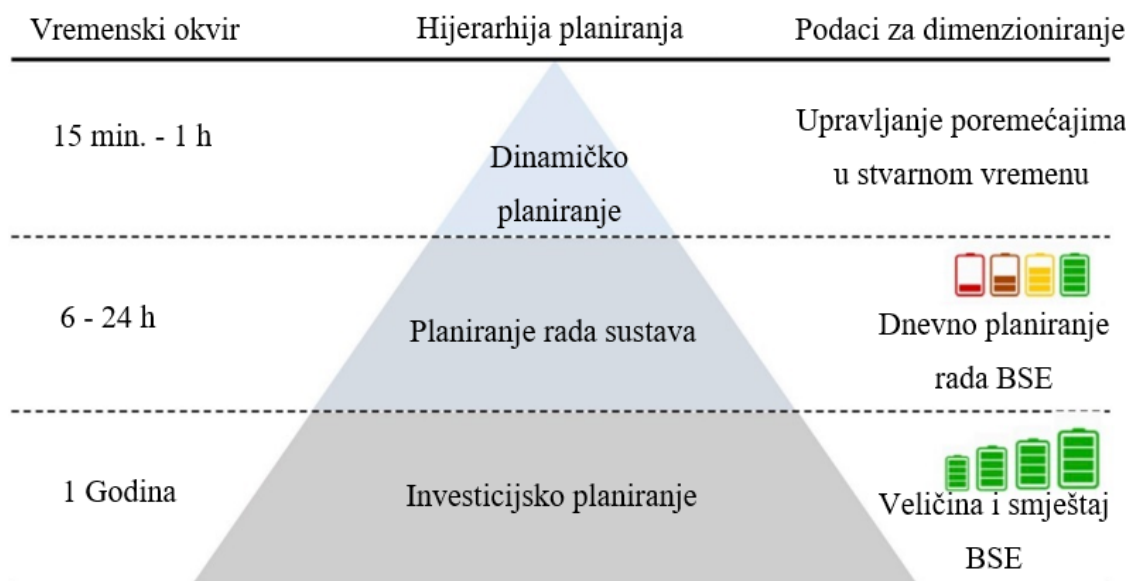 Vremenski okvir
Hijerarhija planiranja
Podaci za dimenzioniranje
15 min. - 1 h
Dinamičko
planiranje
Upravljanje poremećajima
u stvarnom vremenu
6 - 24 h
Planiranje rada sustava
Dnevno planiranje
rada BSE
1 Godina
Investicijsko planiranje
Veličina i smještaj
BSE